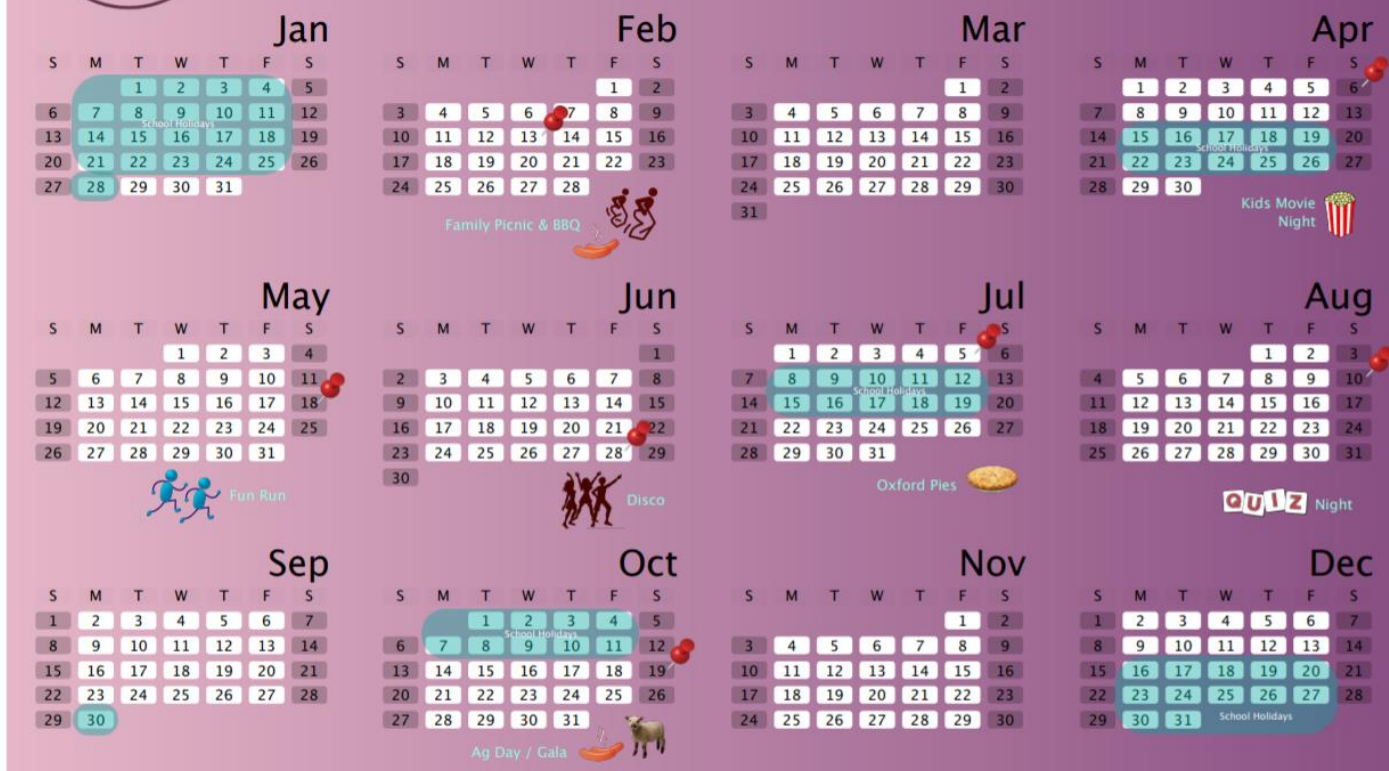 Jan
S M T W T F S
1 2 3 4 5
6 7 8 9 10 11 12
School Holidays
13 14 15 16 17 18 19
20 21 22 23 24 25 26
27 28 29 30 31
Feb
S M T W T F S
1 2
3 4 5 6 7 8 9
10 11 12 13 14 15 16
17 18 19 20 21 22 23
24 25 26 27 28
Family Picnic & BBQ
Mar
S M T W T F S
1 2
3 4 5 6 7 8 9
10 11 12 13 14 15 16
17 18 19 20 21 22 23
24 25 26 27 28 29 30
31
Apr
S M T W T F S
1 2 3 4 5 6
7 8 9 10 11 12 13
14 15 16 17 18 19 20
School Holidays
21 22 23 24 25 26 27
28 29 30
Kids Movie
Night
May
S M T W T F S
1 2 3 4
5 6 7 8 9 10 11
12 13 14 15 16 17 18
19 20 21 22 23 24 25
26 27 28 29 30 31
Fun Run
Jun
S M T W T F S
1
2 3 4 5 6 7 8
9 10 11 12 13 14 15
16 17 18 19 20 21 22
23 24 25 26 27 28 29
30
Disco
Jul
S M T W T F S
1 2 3 4 5 6
7 8 9 10 11 12 13
School Holidays
14 15 16 17 18 19 20
21 22 23 24 25 26 27
28 29 30 31
Oxford Pies
Aug
S M T W T F S
1 2 3
4 5 6 7 8 9 10
11 12 13 14 15 16 17
18 19 20 21 22 23 24
25 26 27 28 29 30 31
QUIZ Night
Sep
S M T W T F S
1 2 3 4 5 6 7
8 9 10 11 12 13 14
15 16 17 18 19 20 21
22 23 24 25 26 27 28
29 30
Oct
S M T W T F S
1 2 3 4 5
School Holidays
6 7 8 9 10 11 12
13 14 15 16 17 18 19
20 21 22 23 24 25 26
27 28 29 30 31
Ag Day / Gala
Nov
S M T W T F S
1 2
3 4 5 6 7 8 9
10 11 12 13 14 15 16
17 18 19 20 21 22 23
24 25 26 27 28 29 30
Dec
S M T W T F S
1 2 3 4 5 6 7
8 9 10 11 12 13 14
15 16 17 18 19 20 21
22 23 24 25 26 27 28
29 30 31 School Holidays